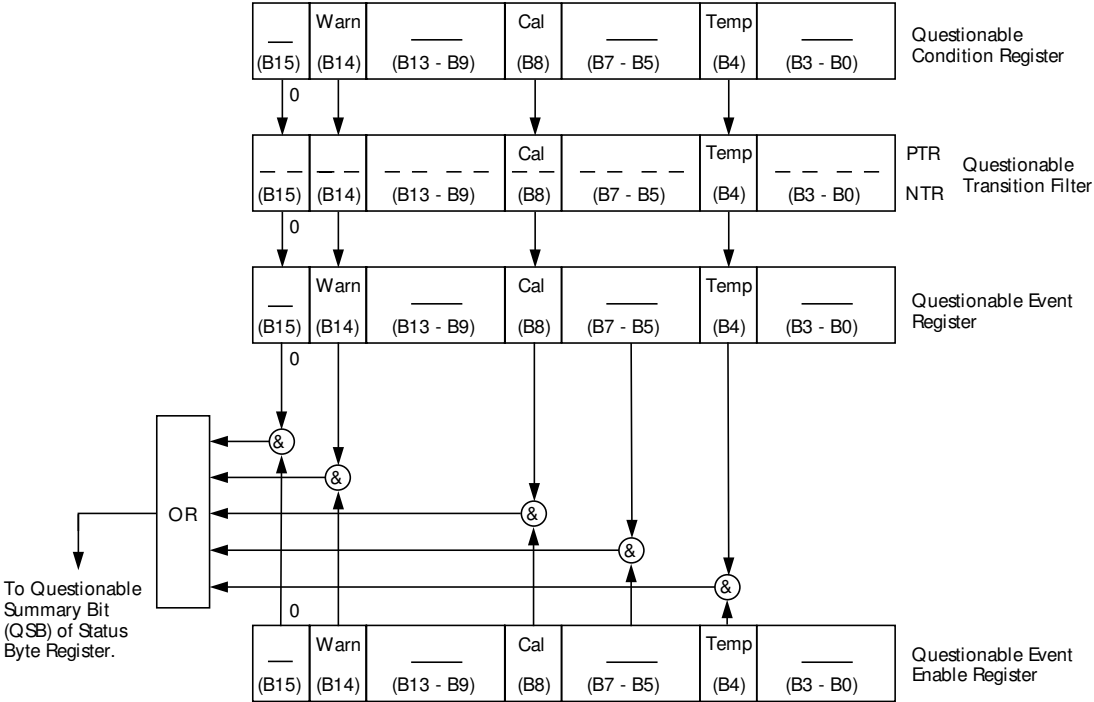 Warn Cal Temp
(B15) (B14) (B13 - B9) (B8) (B7 - B5) (B4) (B3 - B0)
Questionable
Condition Register
0
Cal Temp
(B15) (B14) (B13 - B9) (B8) (B7 - B5) (B4) (B3 - B0)
PTR
NTR
Questionable
Transition Filter
0
Warn Cal Temp
(B15) (B14) (B13 - B9) (B8) (B7 - B5) (B4) (B3 - B0)
Questionable Event
Register
0
&
&
OR
&
&
&
To Questionable
Summary Bit
(QSB) of Status
Byte Register.
0
Warn Cal Temp
(B15) (B14) (B13 - B9) (B8) (B7 - B5) (B4) (B3 - B0)
Questionable Event
Enable Register